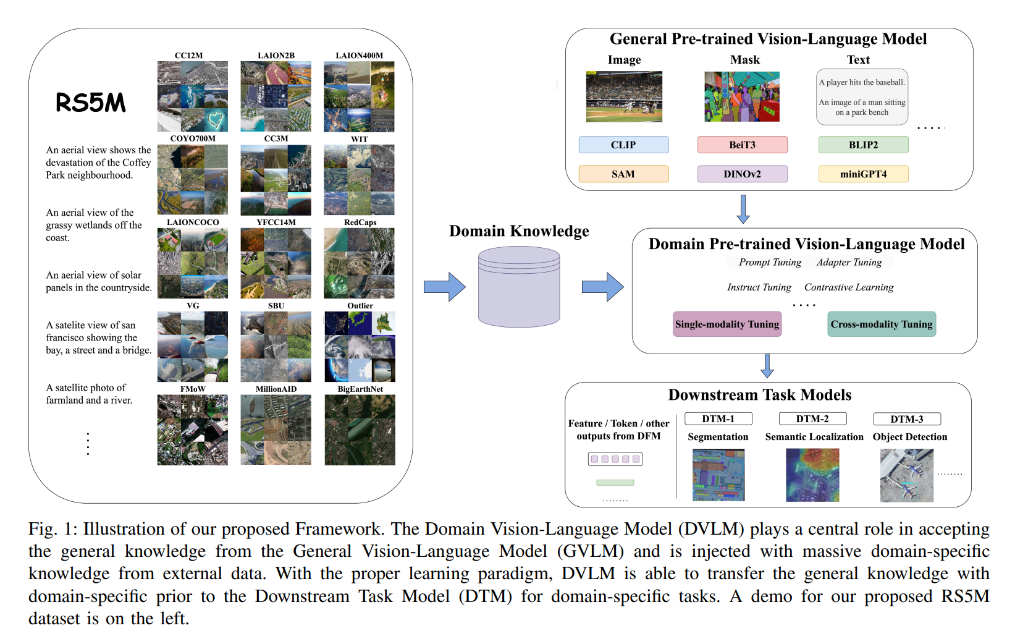 RS5M
CC12M
LAION2B
LAION400M
COYO700M
CC3M
WIT
LAIONCOCO
YFCC14M
RedCaps
VG
SBU
Outlier
FMoW
MillionAID
BigEarthNet
An aerial view shows the
devastation of the Coffey
Park neighbourhood.
An aerial view of the
grassy wetlands off the
coast.
An aerial view of solar
panels in the countryside.
A satelite view of san
francisco showing the
bay, a street and a bridge.
A satellite photo of
farmland and a river.
Domain Knowledge
General Pre-trained Vision-Language Model
Image
Mask
Text
A player hits the baseball.
An image of a man sitting
on a park bench
CLIP
BeiT3
BLIP2
SAM
DINOv2
miniGPT4
Domain Pre-trained Vision-Language Model
Prompt Tuning
Adapter Tuning
Instruct Tuning
Contrastive Learning
Single-modality Tuning
Cross-modality Tuning
Downstream Task Models
Feature / Token / other
outputs from DFM
DTM-1
Segmentation
DTM-2
Semantic Localization
DTM-3
Object Detection
Fig. 1: Illustration of our proposed Framework. The Domain Vision-Language Model (DVLM) plays a central role in accepting
the general knowledge from the General Vision-Language Model (GVLM) and is injected with massive domain-specific
knowledge from external data. With the proper learning paradigm, DVLM is able to transfer the general knowledge with
domain-specific prior to the Downstream Task Model (DTM) for domain-specific tasks. A demo for our proposed RS5M
dataset is on the left.